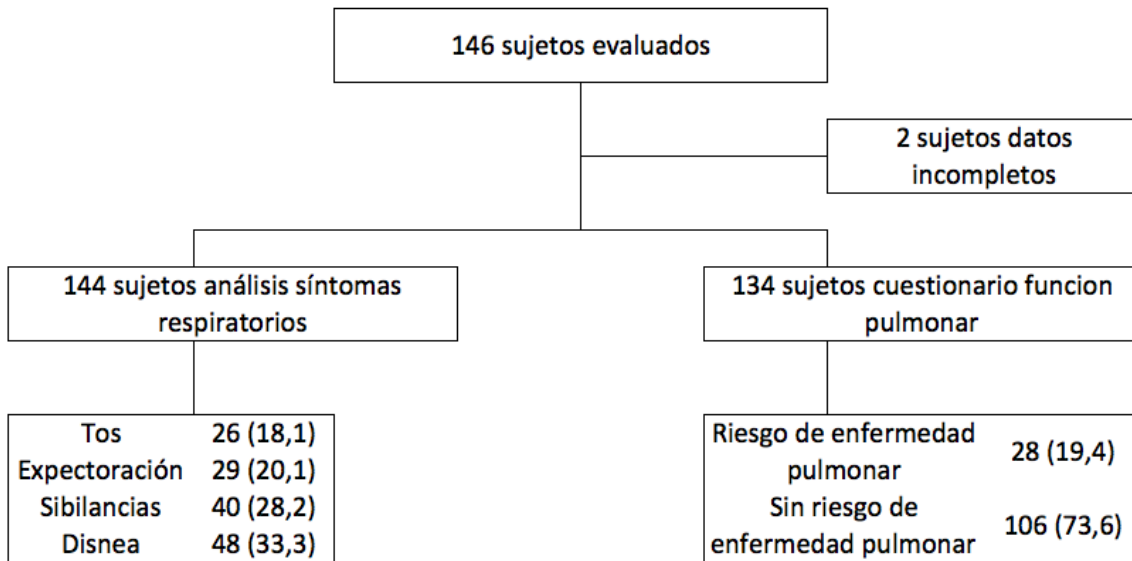 146 sujetos evaluados
2 sujetos datos
incompletos
144 sujetos análisis síntomas
respiratorios
134 sujetos cuestionario funcion
pulmonar
Tos 26 (18,1)
Expectoración 29 (20,1)
Sibilancias 40 (28,2)
Disnea 48 (33,3)
Riesgo de enfermedad
pulmonar 28 (19,4)
Sin riesgo de
enfermedad pulmonar 106 (73,6)